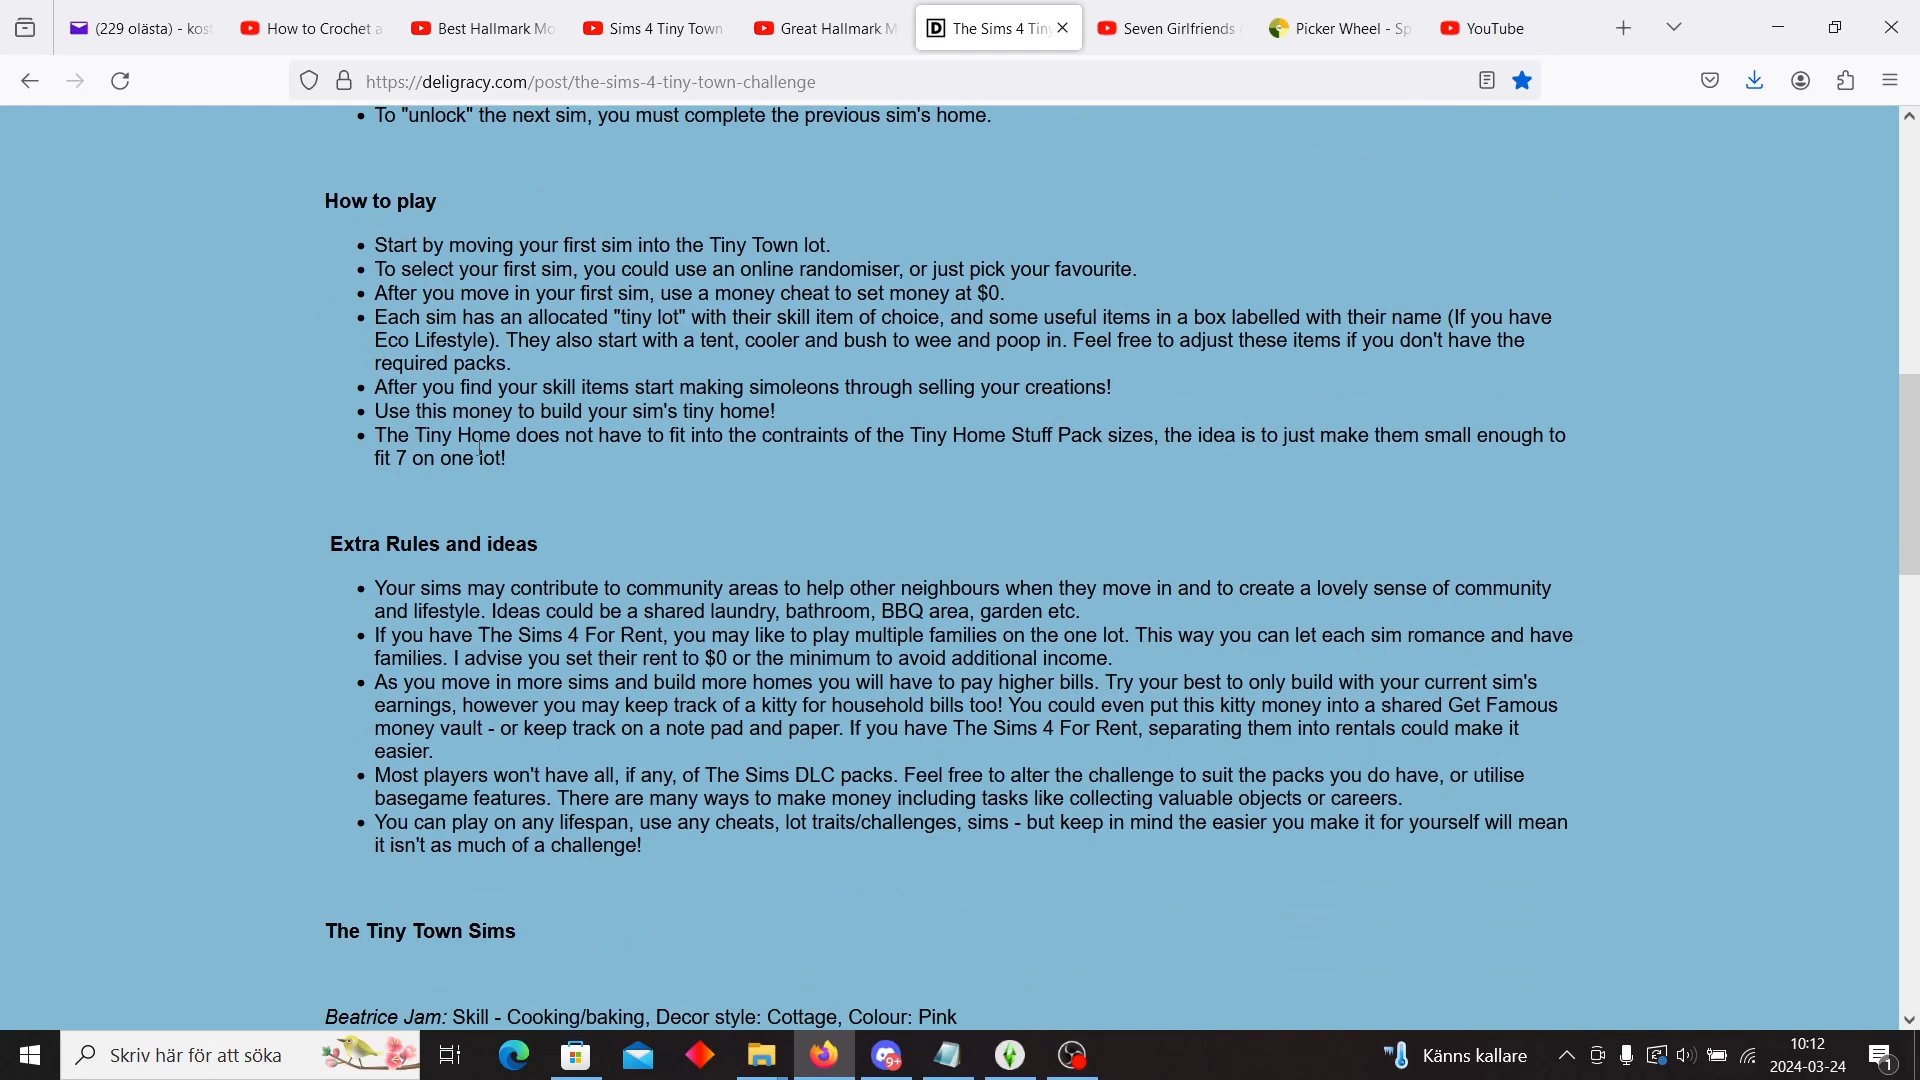 (229 olästa) - kost
How to Crochet a
Best Hallmark Mo
Sims 4 Tiny Town
Great Hallmark M
The Sims 4 Tiny
Seven Girlfriends
Picker Wheel - Sp
YouTube
https://deligracy.com/post/the-sims-4-tiny-town-challenge
• To "unlock" the next sim, you must complete the previous sim's home.
How to play
• Start by moving your first sim into the Tiny Town lot.
• To select your first sim, you could use an online randomiser, or just pick your favourite.
• After you move in your first sim, use a money cheat to set money at $0.
• Each sim has an allocated "tiny lot" with their skill item of choice, and some useful items in a box labelled with their name (If you have
Eco Lifestyle). They also start with a tent, cooler and bush to wee and poop in. Feel free to adjust these items if you don't have the
required packs.
• After you find your skill items start making simoleons through selling your creations!
• Use this money to build your sim's tiny home!
• The Tiny Home does not have to fit into the contraints of the Tiny Home Stuff Pack sizes, the idea is to just make them small enough to
fit 7 on one lot!
Extra Rules and ideas
• Your sims may contribute to community areas to help other neighbours when they move in and to create a lovely sense of community
and lifestyle. Ideas could be a shared laundry, bathroom, BBQ area, garden etc.
• If you have The Sims 4 For Rent, you may like to play multiple families on the one lot. This way you can let each sim romance and have
families. I advise you set their rent to $0 or the minimum to avoid additional income.
• As you move in more sims and build more homes you will have to pay higher bills. Try your best to only build with your current sim's
earnings, however you may keep track of a kitty for household bills too! You could even put this kitty money into a shared Get Famous
money vault - or keep track on a note pad and paper. If you have The Sims 4 For Rent, separating them into rentals could make it
easier.
• Most players won't have all, if any, of The Sims DLC packs. Feel free to alter the challenge to suit the packs you do have, or utilise
basegame features. There are many ways to make money including tasks like collecting valuable objects or careers.
• You can play on any lifespan, use any cheats, lot traits/challenges, sims - but keep in mind the easier you make it for yourself will mean
it isn't as much of a challenge!
The Tiny Town Sims
Beatrice Jam: Skill - Cooking/baking, Decor style: Cottage, Colour: Pink
Skriv här för att söka
9+
Känns kallare
10:12
2024-03-24
1